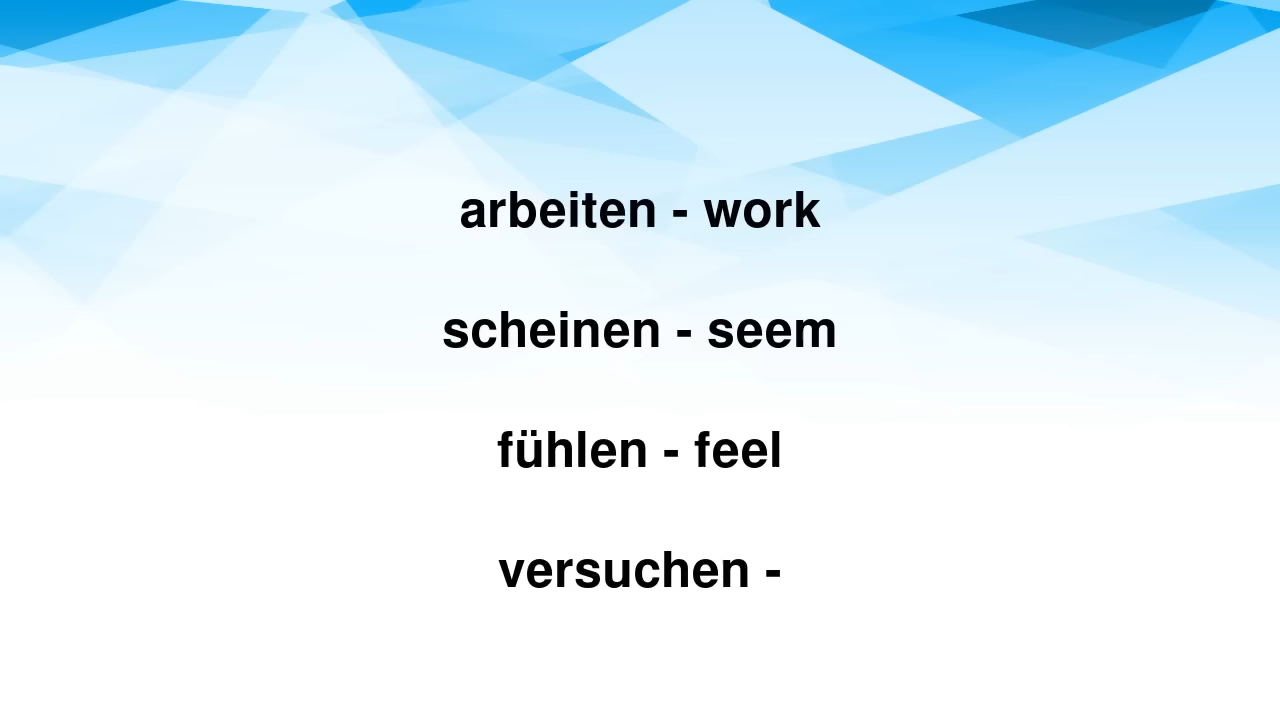 arbeiten - work
scheinen - seem
fühlen - feel
versuchen -